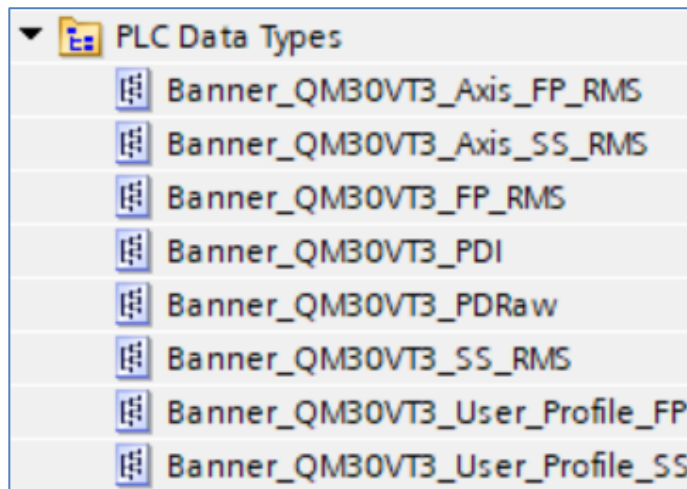 PLC Data Types
Banner_QM30VT3_Axis_FP_RMS
Banner_QM30VT3_Axis_SS_RMS
Banner_QM30VT3_FP_RMS
Banner_QM30VT3_PDI
Banner_QM30VT3_PDRaw
Banner_QM30VT3_SS_RMS
Banner_QM30VT3_User_Profile_FP
Banner_QM30VT3_User_Profile_SS